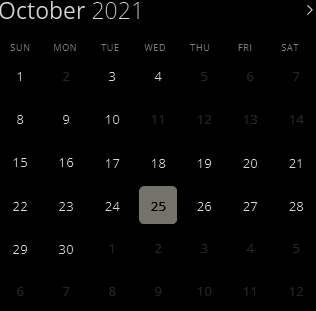 October 2021
SUN MON TUE WED THU FRI SAT
1 2 3 4 5 6 7
8 9 10 11 12 13 14
15 16 17 18 19 20 21
22 23 24 25 26 27 28
29 30 1 2 3 4 5
6 7 8 9 10 11 12